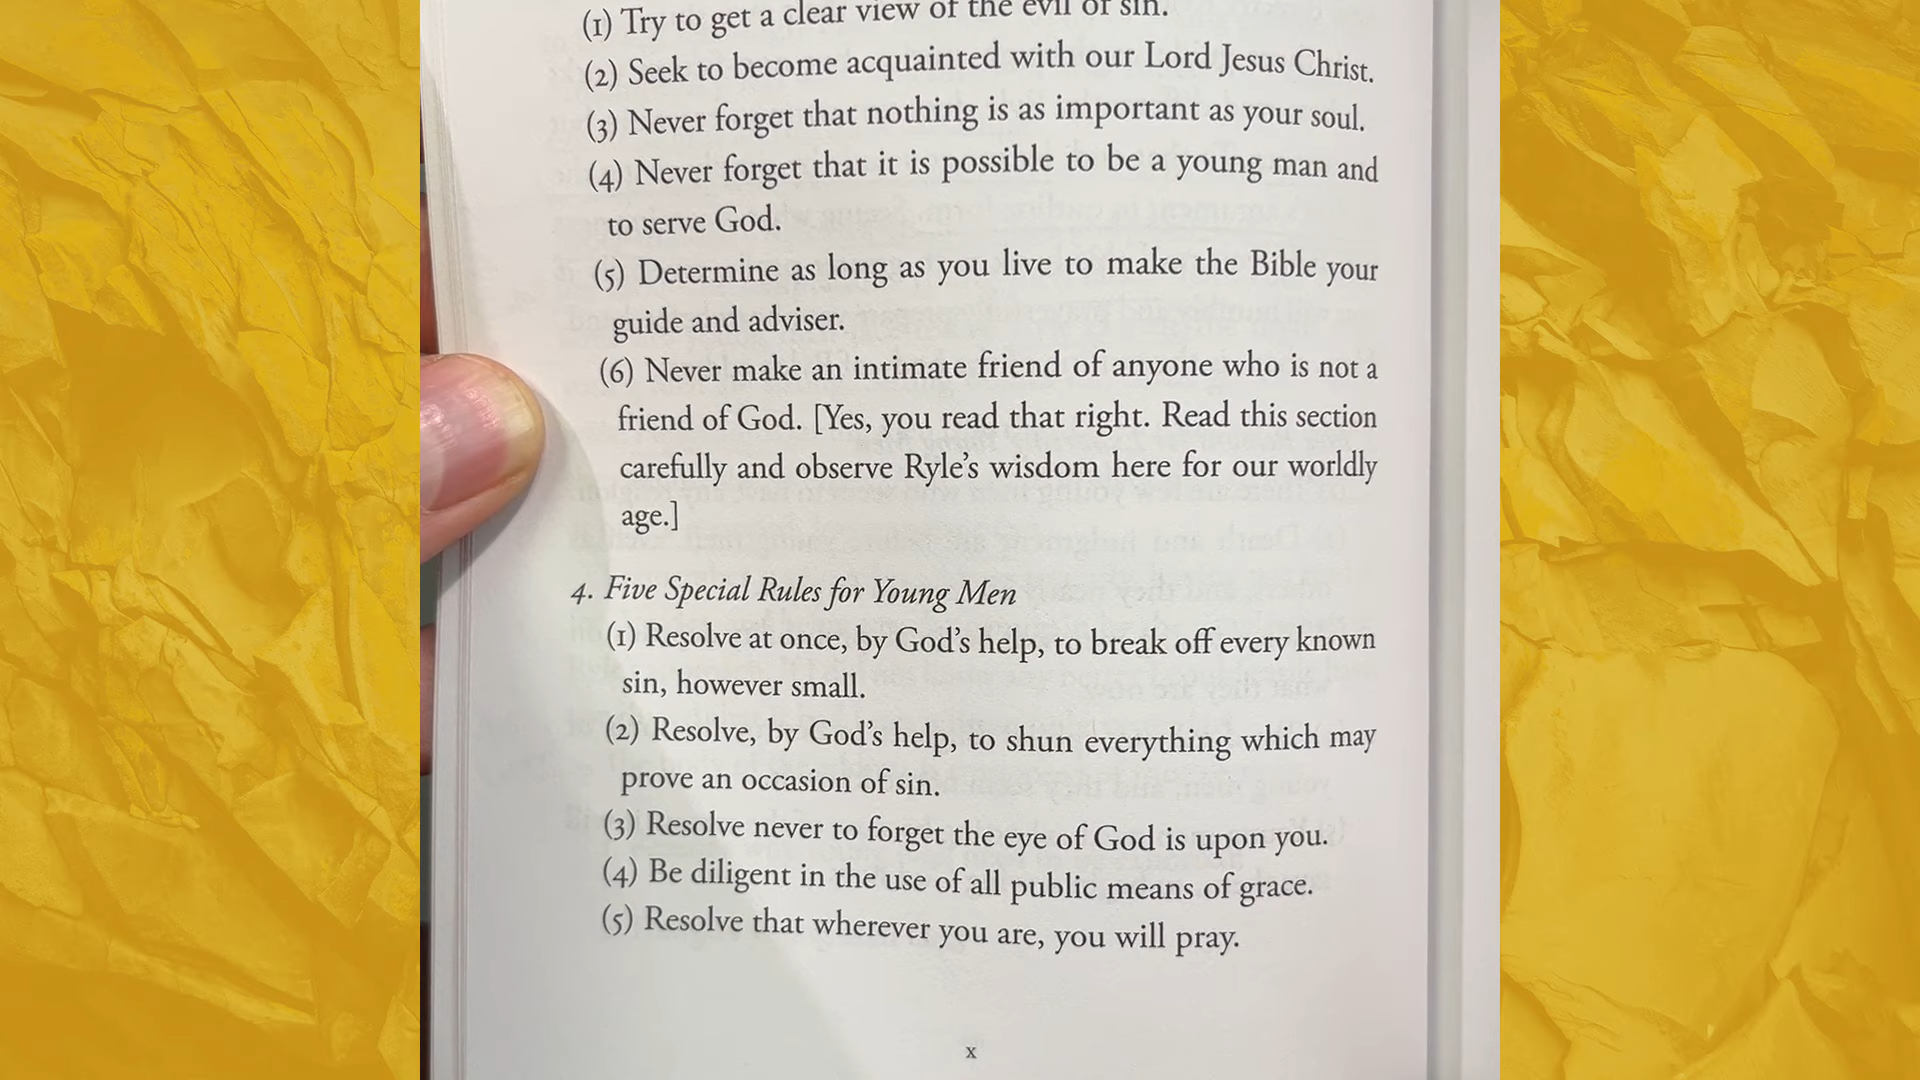 (1) Try to get a clear view of the evil of sin.
(2) Seek to become acquainted with our Lord Jesus Christ.
(3) Never forget that nothing is as important as your soul.
(4) Never forget that it is possible to be a young man and
to serve God.
(5) Determine as long as you live to make the Bible your
guide and adviser.
(6) Never make an intimate friend of anyone who is not a
friend of God. [Yes, you read that right. Read this section
carefully and observe Ryle’s wisdom here for our worldly
age.]
4. Five Special Rules for Young Men
(1) Resolve at once, by God’s help, to break off every known
sin, however small.
(2) Resolve, by God’s help, to shun everything which may
prove an occasion of sin.
(3) Resolve never to forget the eye of God is upon you.
(4) Be diligent in the use of all public means of grace.
(5) Resolve that wherever you are, you will pray.
x